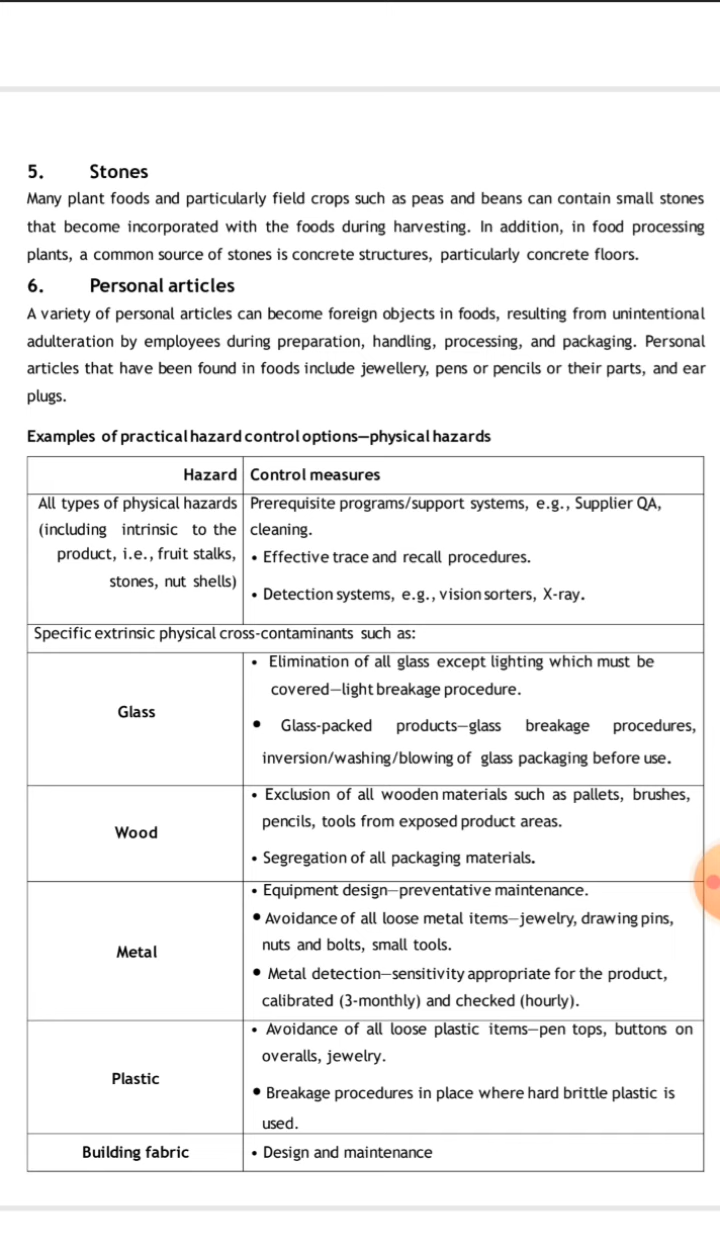 5. Stones
Many plant foods and particularly field crops such as peas and beans can contain small stones
that become incorporated with the foods during harvesting. In addition, in food processing
plants, a common source of stones is concrete structures, particularly concrete floors.
6. Personal articles
A variety of personal articles can become foreign objects in foods, resulting from unintentional
adulteration by employees during preparation, handling, processing, and packaging. Personal
articles that have been found in foods include jewellery, pens or pencils or their parts, and ear
plugs.
Examples of practical hazard control options—physical hazards
Hazard Control measures
All types of physical hazards
(including intrinsic to the
product, i.e., fruit stalks,
stones, nut shells)
Prerequisite programs/support systems, e.g., Supplier QA,
cleaning.
• Effective trace and recall procedures.
• Detection systems, e.g., vision sorters, X-ray.
Specific extrinsic physical cross-contaminants such as:
Glass
• Elimination of all glass except lighting which must be
covered—light breakage procedure.
• Glass-packed products—glass breakage procedures,
inversion/washing/blowing of glass packaging before use.
Wood
• Exclusion of all wooden materials such as pallets, brushes,
pencils, tools from exposed product areas.
• Segregation of all packaging materials.
Metal
• Equipment design—preventative maintenance.
• Avoidance of all loose metal items—jewelry, drawing pins,
nuts and bolts, small tools.
• Metal detection—sensitivity appropriate for the product,
calibrated (3-monthly) and checked (hourly).
Plastic
• Avoidance of all loose plastic items—pen tops, buttons on
overalls, jewelry.
• Breakage procedures in place where hard brittle plastic is
used.
Building fabric
• Design and maintenance